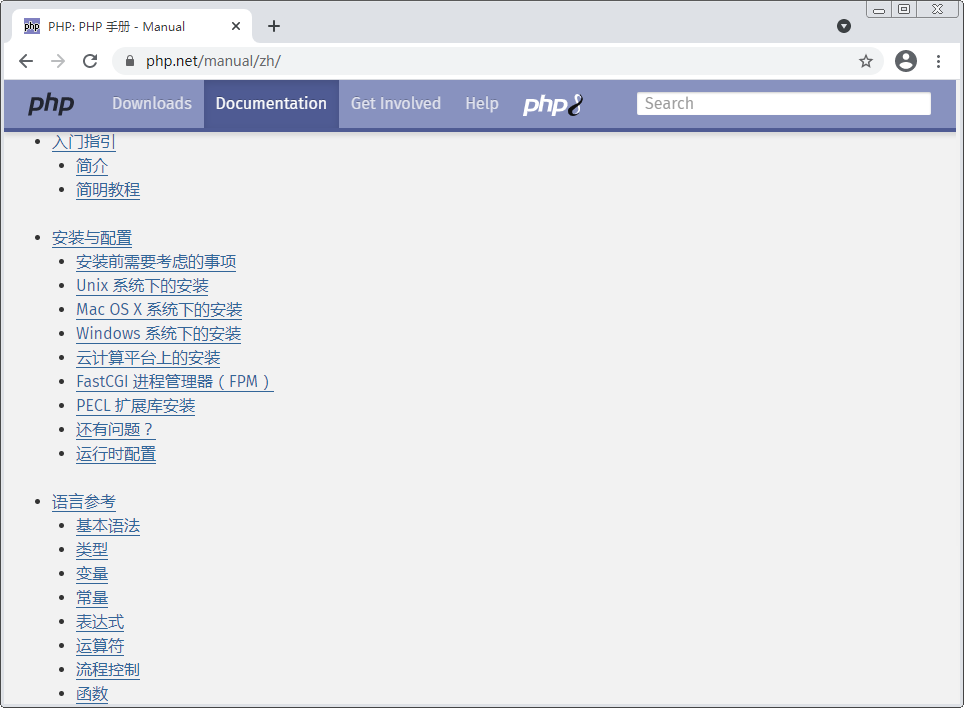 php PHP: PHP 手册 - Manual
php.net/manual/zh/
php Downloads Documentation Get Involved Help php8 Search
入门指引
简介
简明教程
安装与配置
安装前需要考虑的事项
Unix 系统下的安装
Mac OS X 系统下的安装
Windows 系统下的安装
云计算平台上的安装
FastCGI 进程管理器（FPM）
PECL 扩展库安装
还有问题？
运行时配置
语言参考
基本语法
类型
变量
常量
表达式
运算符
流程控制
函数